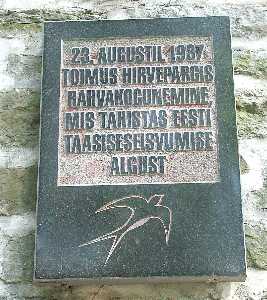 23. AUGUSTIL 1987.
TOIMUS HIRVEPARGIS
RAHVAKOGUNEMINE,
MIS TÄHISTAS EESTI
TAASISESEISVUMISE
ALGUST